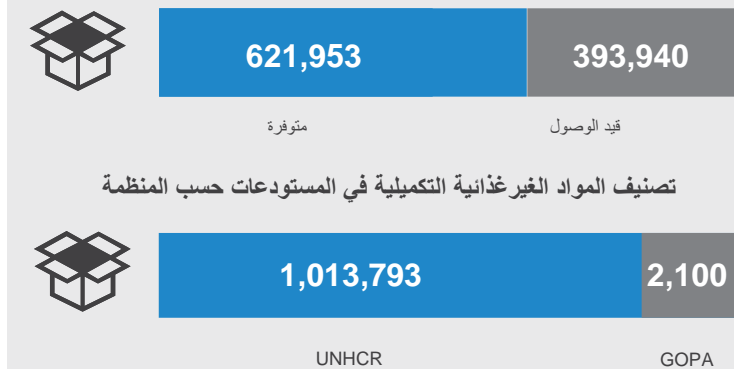 621,953 393,940
متوفرة قيد الوصول
تصنيف المواد الغيرغذائية التكميلية في المستودعات حسب المنظمة
1,013,793 2,100
UNHCR GOPA